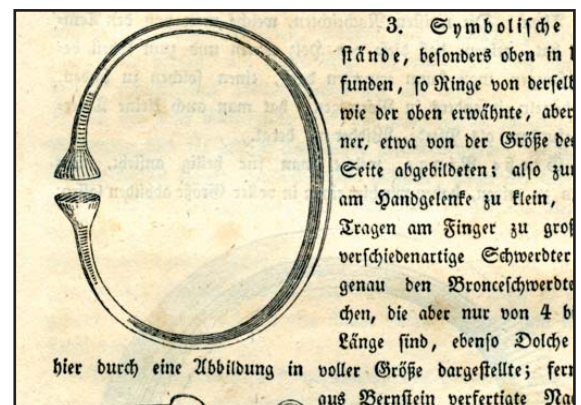 3. Symbolische
stände, besonders oben in
funden, so Ringe von derselb
wie der oben erwähnte, aber
ner, etwa von der Größe des
Seite abgebildeten; also zu
am Handgelenke zu klein,
Tragen am Finger zu groß
verschiedenartige Schwerdter
genau den Bronceschwerdte
chen, die aber nur von 4 bi
Länge sind, ebenso Dolche
hier durch eine Abbildung in voller Größe dargestellte; fern
aus Bernstein verfertigte Na